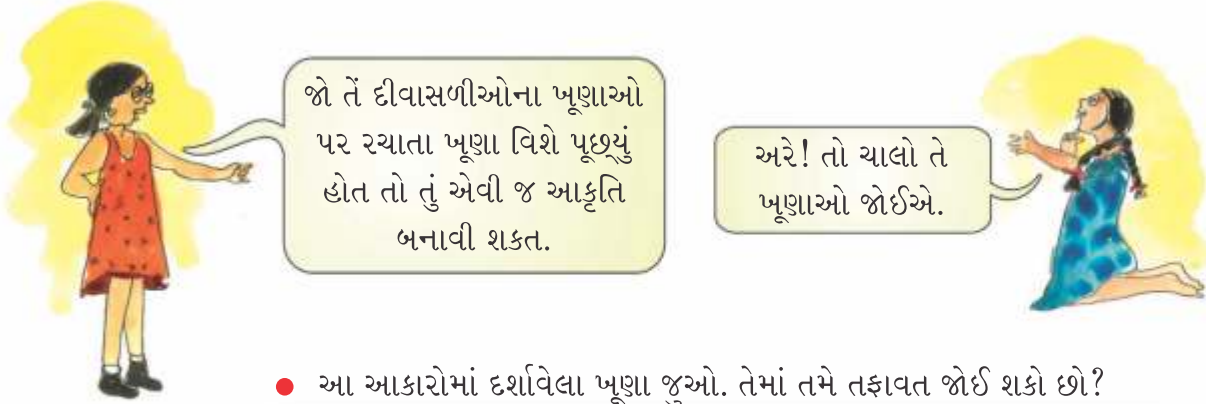 જો તેં દીવાસળીઓના ખૂણાઓ
પર રચાતા ખૂણા વિશે પૂછ્યું
હોત તો તું એવી જ આકૃતિ
બનાવી શકત.
અરે! તો ચાલો તે
ખૂણાઓ જોઈએ.
● આ આકારોમાં દર્શાવેલા ખૂણા જુઓ. તેમાં તમે તફાવત જોઈ શકો છો?